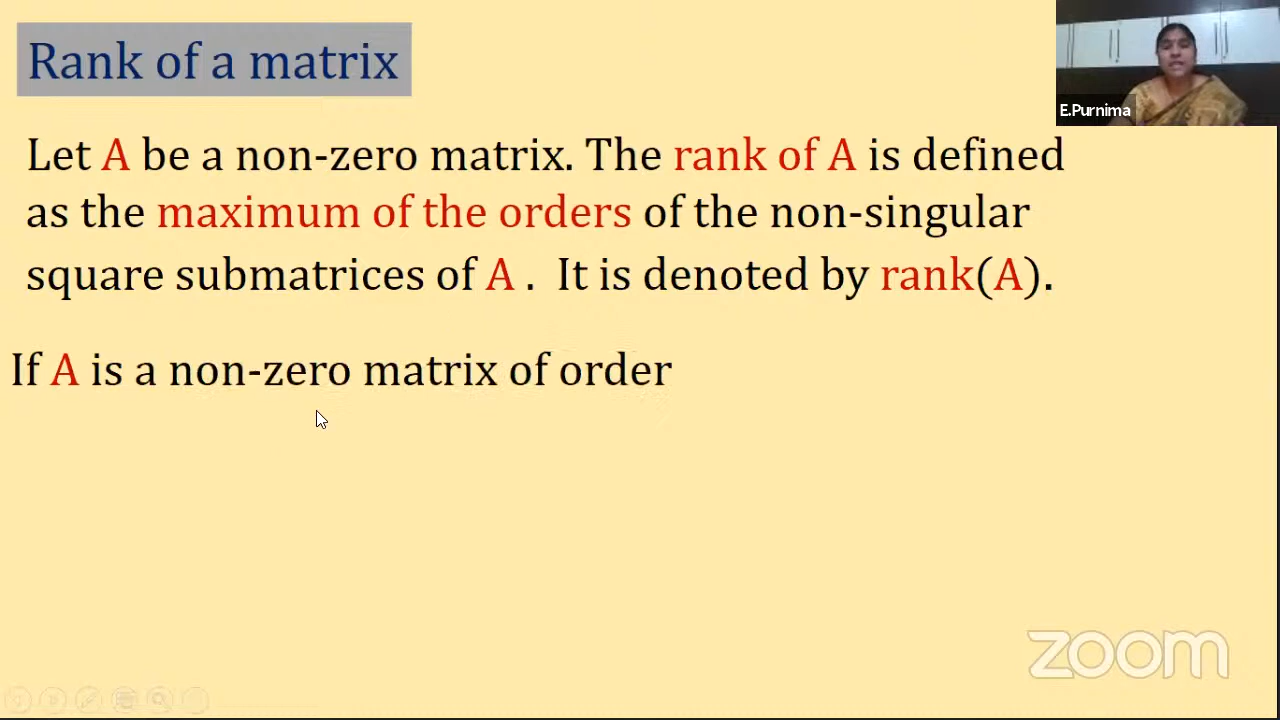 Rank of a matrix
E.Purnima
Let A be a non-zero matrix. The rank of A is defined
as the maximum of the orders of the non-singular
square submatrices of A . It is denoted by rank(A).
If A is a non-zero matrix of order
zoom